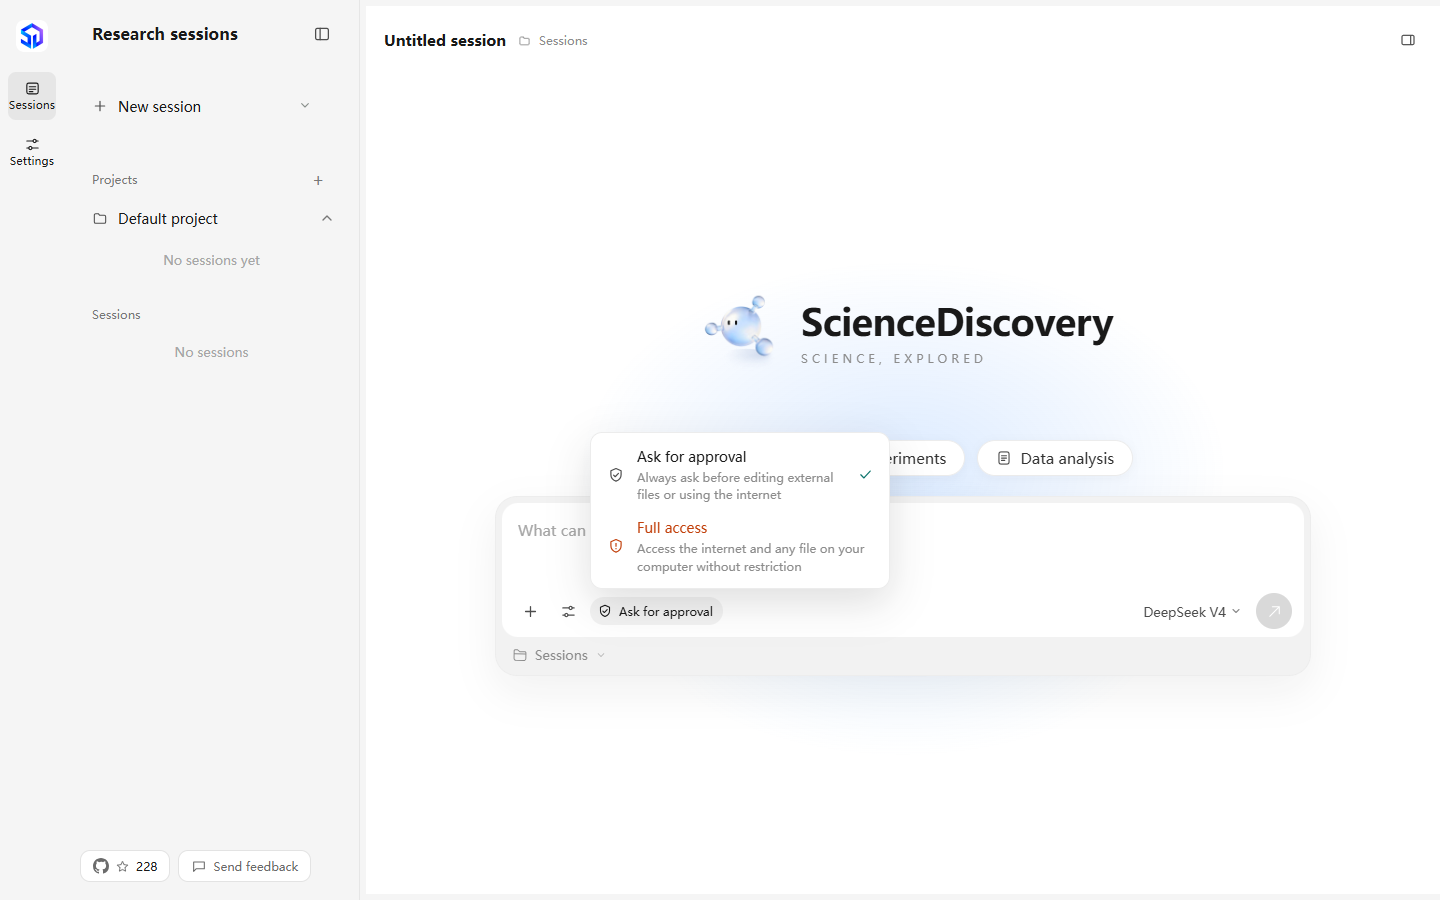 Research sessions
Sessions
Settings
New session
Projects
Default project
No sessions yet
Sessions
No sessions
228
Send feedback
Untitled session
Sessions
ScienceDiscovery
SCIENCE, EXPLORED
Data analysis
Ask for approval
Always ask before editing external
files or using the internet
Full access
Access the internet and any file on your
computer without restriction
What can
Ask for approval
DeepSeek V4
Sessions